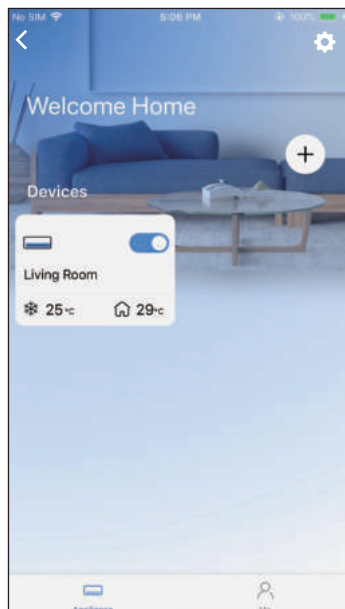 No SIM 5:06 PM 100%
Welcome Home
+
Devices
Living Room
25°C 29°C